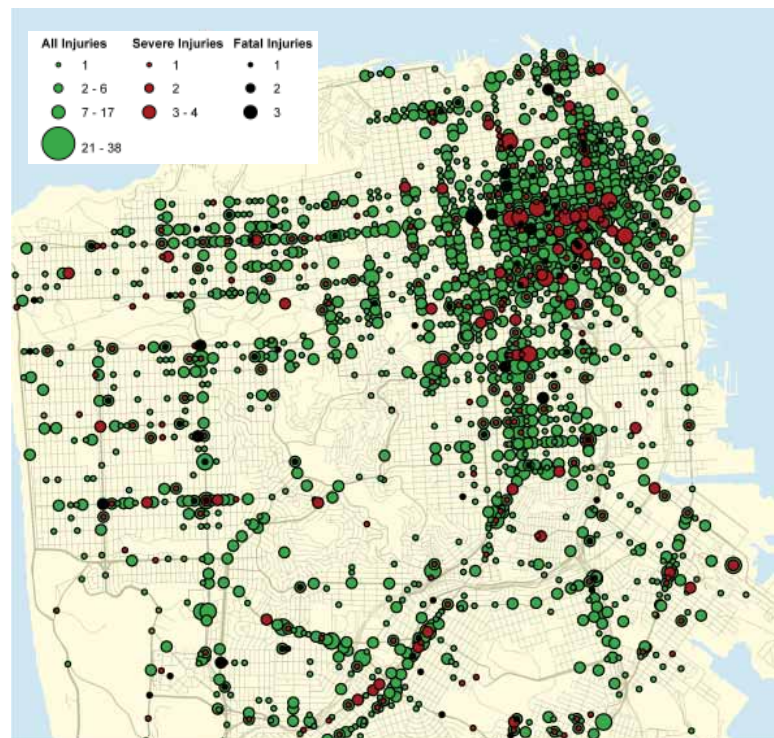 All Injuries Severe Injuries Fatal Injuries
1 1 1
2 - 6 2 2
7 - 17 3 - 4 3
21 - 38